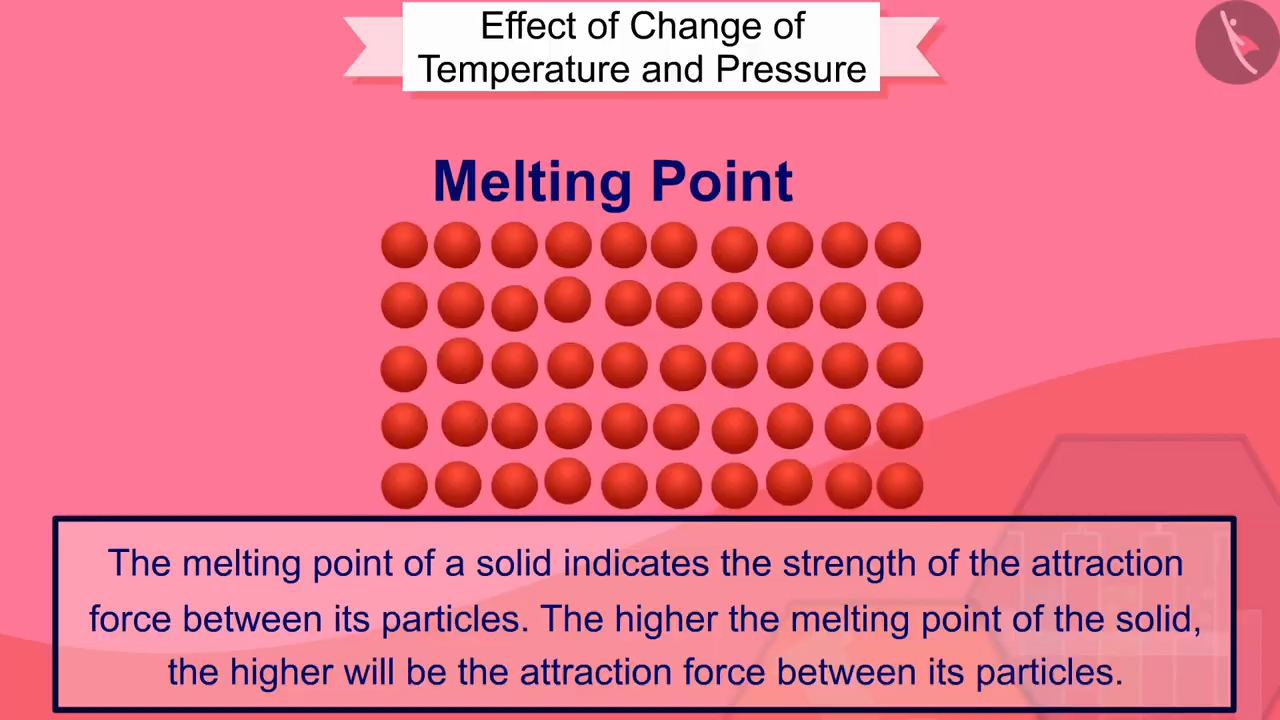 Effect of Change of
Temperature and Pressure
Melting Point
The melting point of a solid indicates the strength of the attraction
force between its particles. The higher the melting point of the solid,
the higher will be the attraction force between its particles.